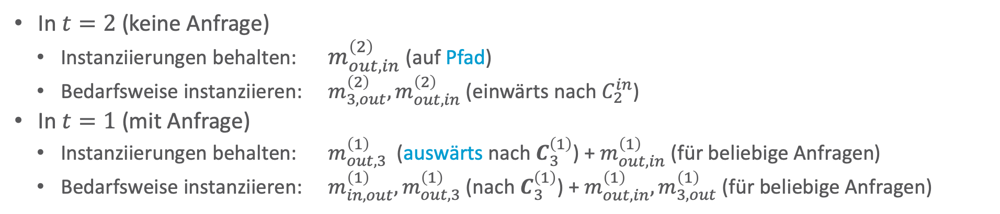 • In $t = 2$ (keine Anfrage)
• Instanziierungen behalten: $m_{out,in}^{(2)}$ (auf Pfad)
• Bedarfsweise instanziieren: $m_{3,out}^{(2)}, m_{out,in}^{(2)}$ (einwärts nach $C_2^{in}$)
• In $t = 1$ (mit Anfrage)
• Instanziierungen behalten: $m_{out,3}^{(1)}$ (auswärts nach $\boldsymbol{C}_3^{(1)}$) + $m_{out,in}^{(1)}$ (für beliebige Anfragen)
• Bedarfsweise instanziieren: $m_{in,out}^{(1)}, m_{out,3}^{(1)}$ (nach $\boldsymbol{C}_3^{(1)}$) + $m_{out,in}^{(1)}, m_{3,out}^{(1)}$ (für beliebige Anfragen)